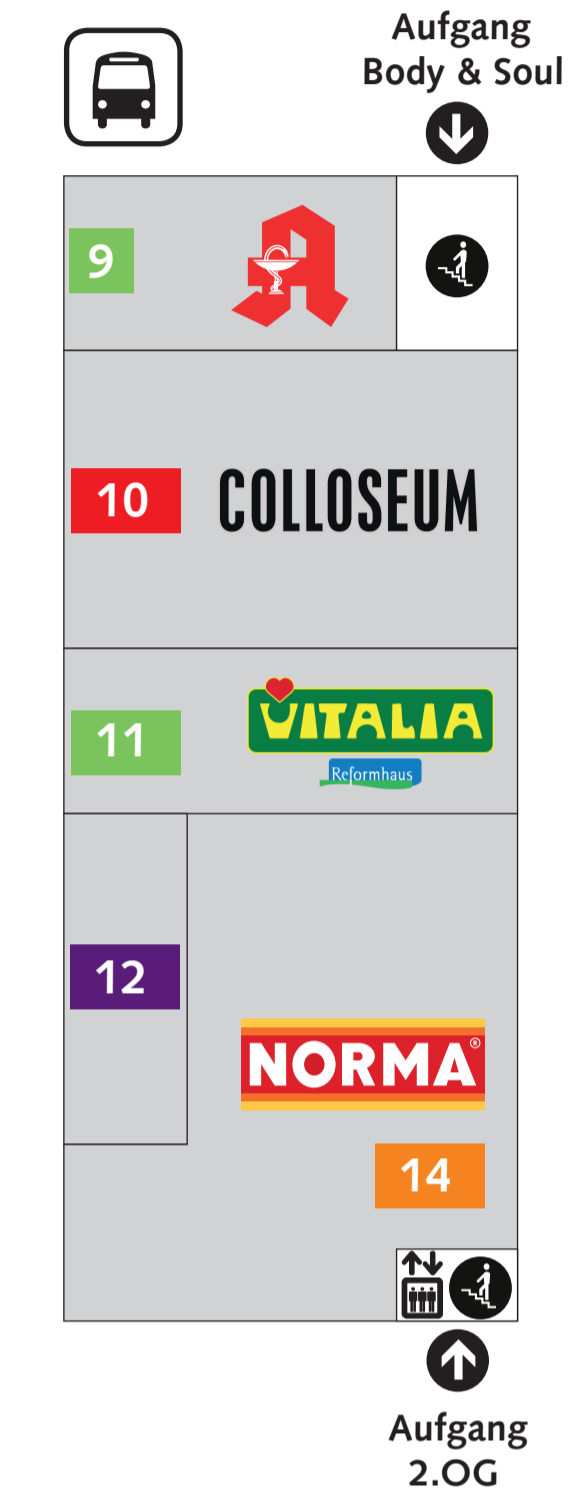 Aufgang
Body & Soul
9
10
COLLOSEUM
11
VITALIA
Reformhaus
12
NORMA®
14
Aufgang
2.OG